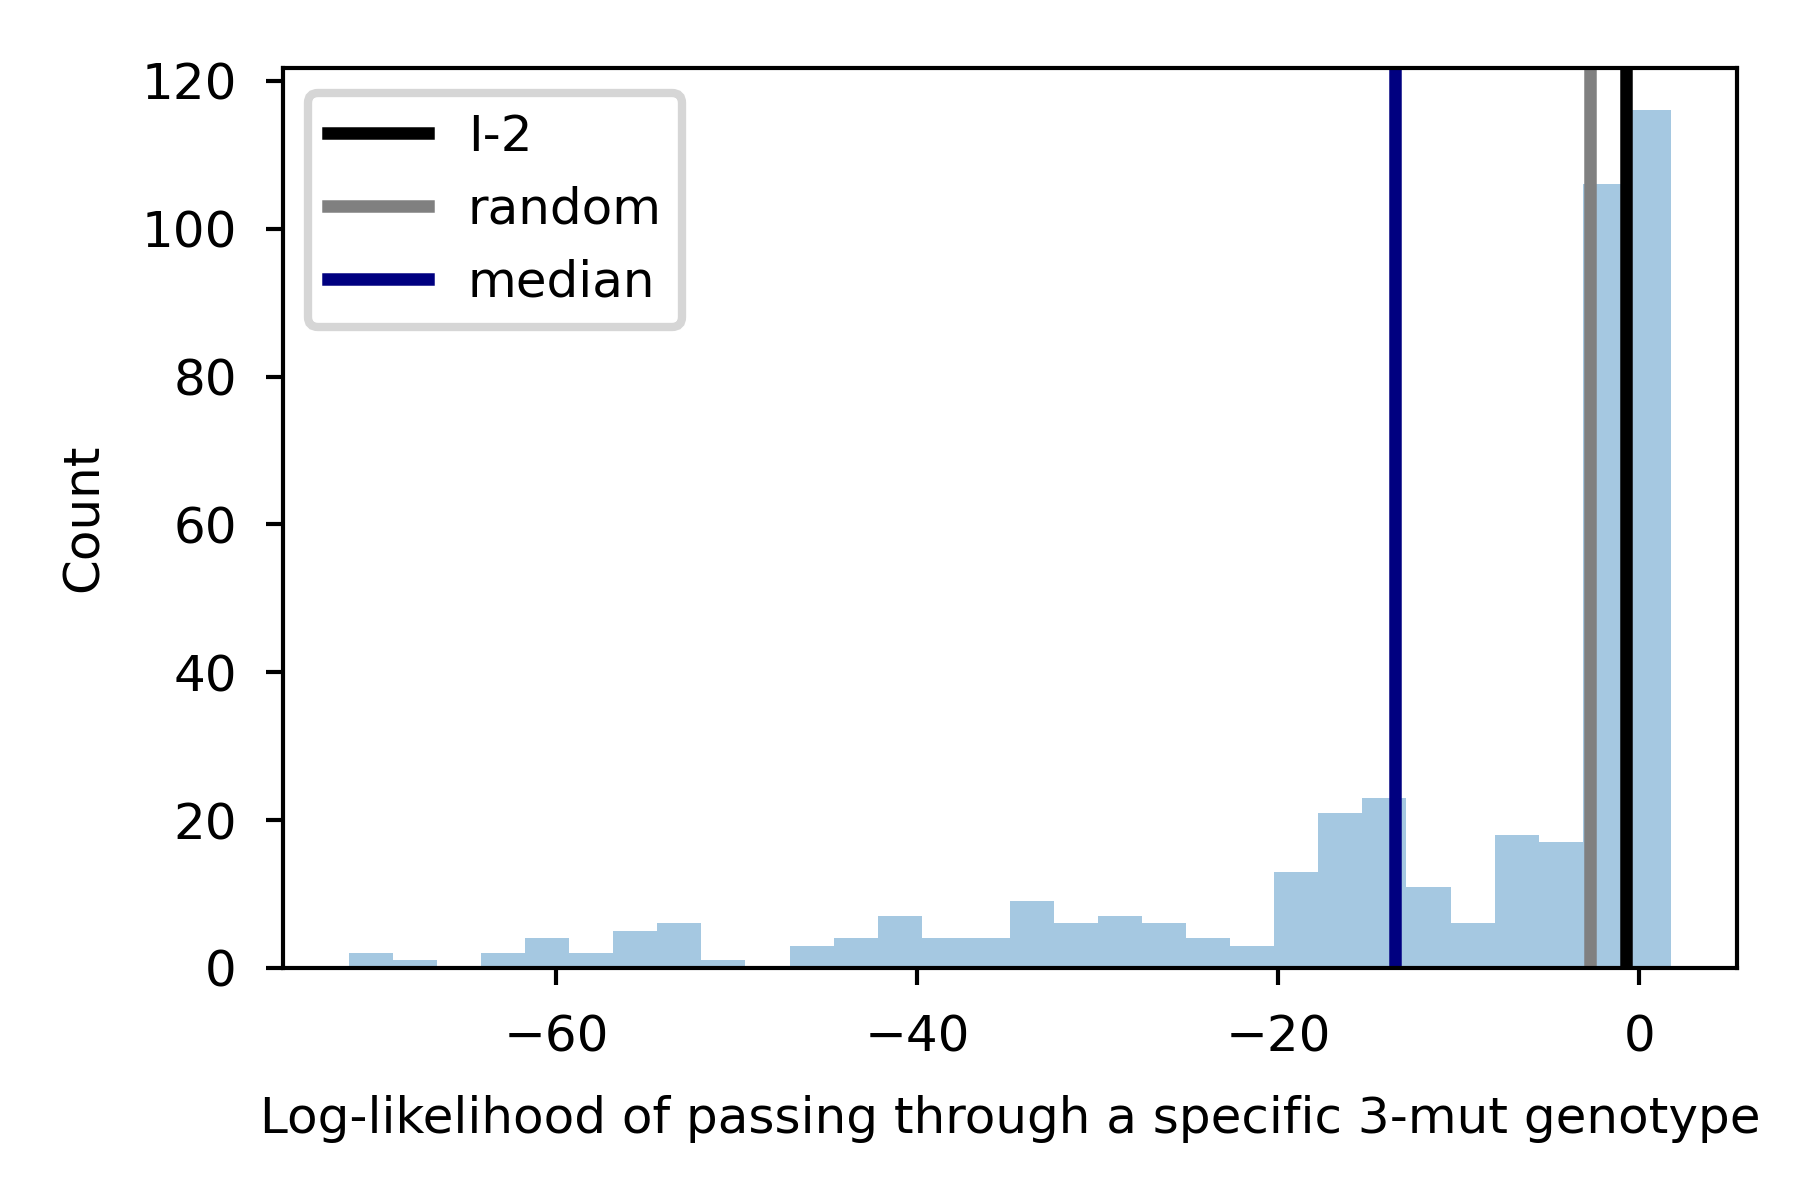 120
100
80
60
40
20
0
Count
I-2
random
median
−60
−40
−20
0
Log-likelihood of passing through a specific 3-mut genotype